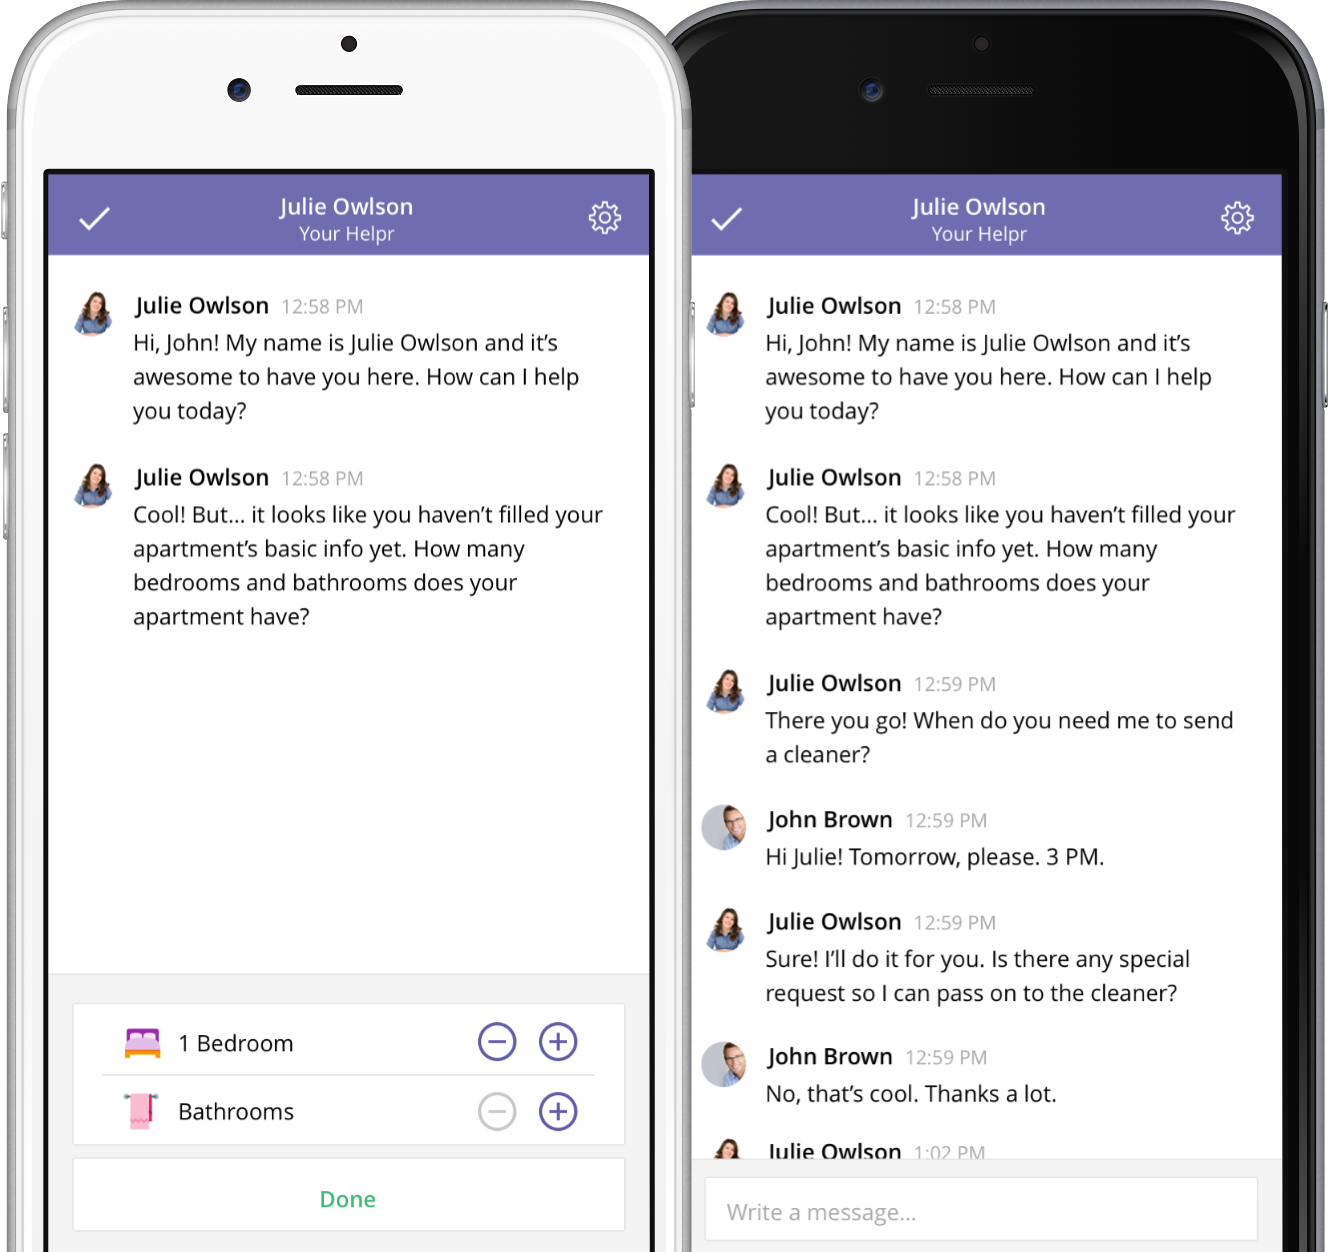 Julie Owlson
Your Helpr
Julie Owlson 12:58 PM
Hi, John! My name is Julie Owlson and it’s
awesome to have you here. How can I help
you today?
Julie Owlson 12:58 PM
Cool! But... it looks like you haven’t filled your
apartment’s basic info yet. How many
bedrooms and bathrooms does your
apartment have?
1 Bedroom
Bathrooms
Done
Julie Owlson
Your Helpr
Julie Owlson 12:58 PM
Hi, John! My name is Julie Owlson and it’s
awesome to have you here. How can I help
you today?
Julie Owlson 12:58 PM
Cool! But... it looks like you haven’t filled your
apartment’s basic info yet. How many
bedrooms and bathrooms does your
apartment have?
Julie Owlson 12:59 PM
There you go! When do you need me to send
a cleaner?
John Brown 12:59 PM
Hi Julie! Tomorrow, please. 3 PM.
Julie Owlson 12:59 PM
Sure! I’ll do it for you. Is there any special
request so I can pass on to the cleaner?
John Brown 12:59 PM
No, that’s cool. Thanks a lot.
Julie Owlson 1:02 PM
Write a message...